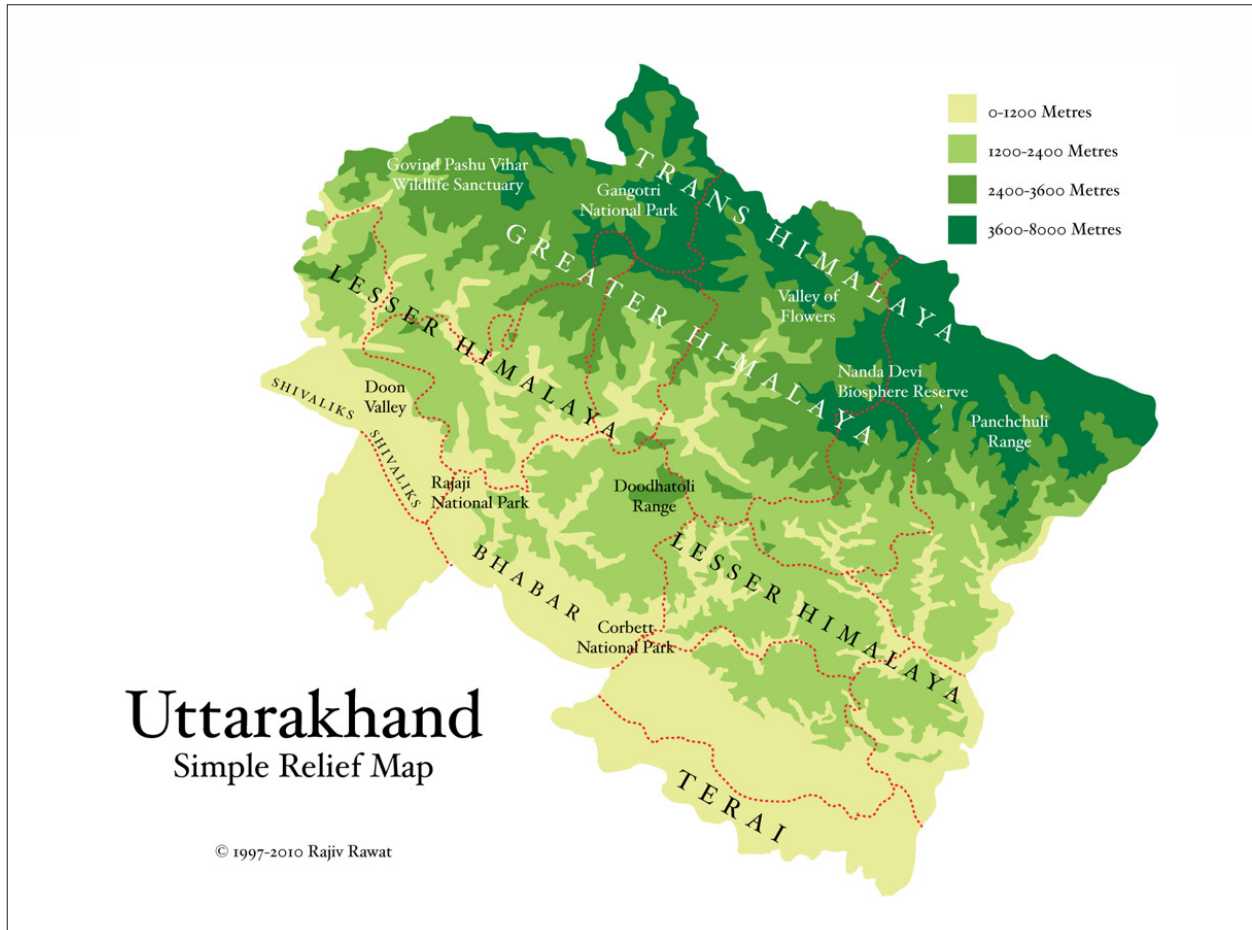 0-1200 Metres
1200-2400 Metres
2400-3600 Metres
3600-8000 Metres
Govind Pashu Vihar
Wildlife Sanctuary
Gangotri
National Park
TRANS HIMALAYA
GREATER HIMALAYA
Valley of
Flowers
LESSER HIMALAYA
Nanda Devi
Biosphere Reserve
SHIVALIKS
Doon
Valley
Panchchuli
Range
SHIVALIKS
Rajaji
National Park
Doodhatoli
Range
BHABAR
LESSER HIMALAYA
Corbett
National Park
TERAI
Uttarakhand
Simple Relief Map
© 1997-2010 Rajiv Rawat